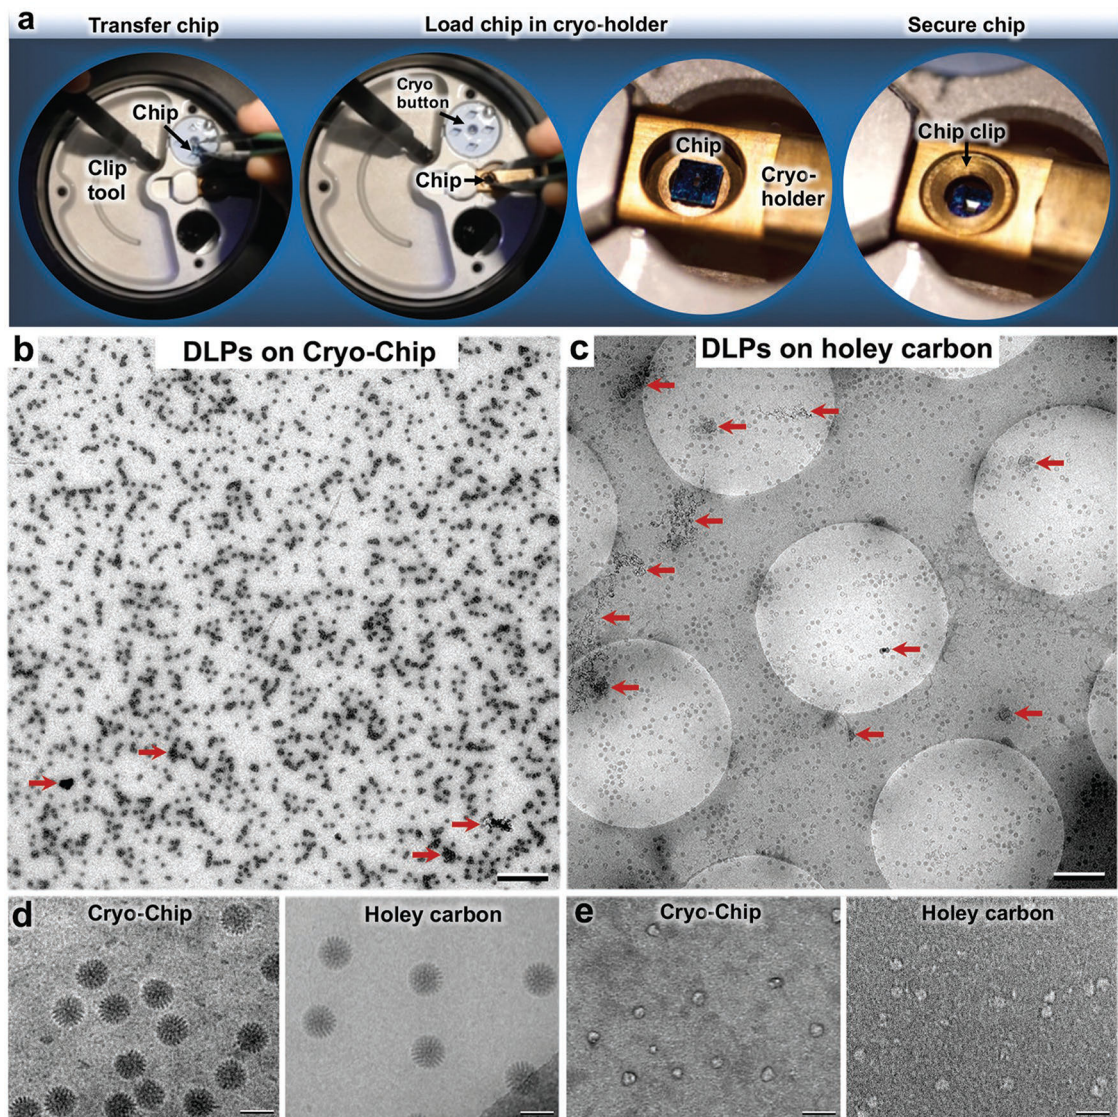 a
Transfer chip
Load chip in cryo-holder
Secure chip
Chip
Clip
tool
Cryo
button
Chip
Chip
Cryo-
holder
Chip clip
b
DLPs on Cryo-Chip
c
DLPs on holey carbon
d
Cryo-Chip
Holey carbon
e
Cryo-Chip
Holey carbon